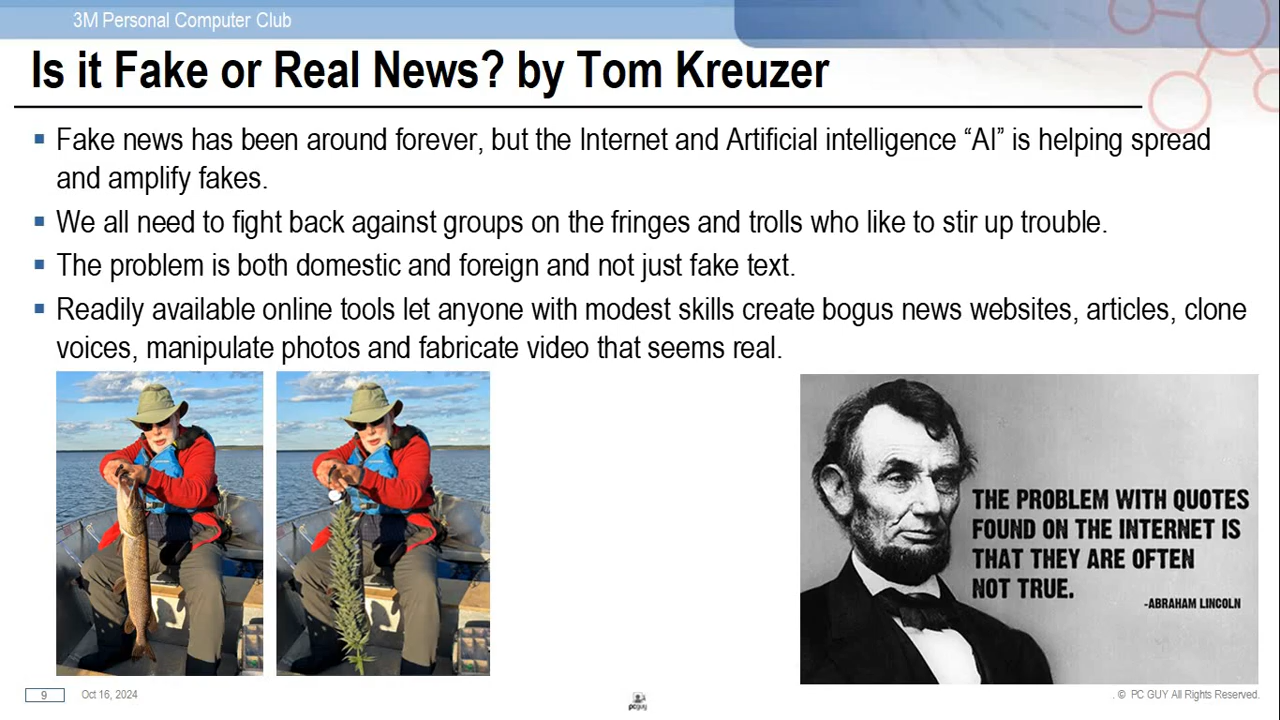 3M Personal Computer Club
Is it Fake or Real News? by Tom Kreuzer
Fake news has been around forever, but the Internet and Artificial intelligence “AI” is helping spread
and amplify fakes.
We all need to fight back against groups on the fringes and trolls who like to stir up trouble.
The problem is both domestic and foreign and not just fake text.
Readily available online tools let anyone with modest skills create bogus news websites, articles, clone
voices, manipulate photos and fabricate video that seems real.
THE PROBLEM WITH QUOTES
FOUND ON THE INTERNET IS
THAT THEY ARE OFTEN
NOT TRUE.
-ABRAHAM LINCOLN
9
Oct 16, 2024
pcguy
. © PC GUY All Rights Reserved.